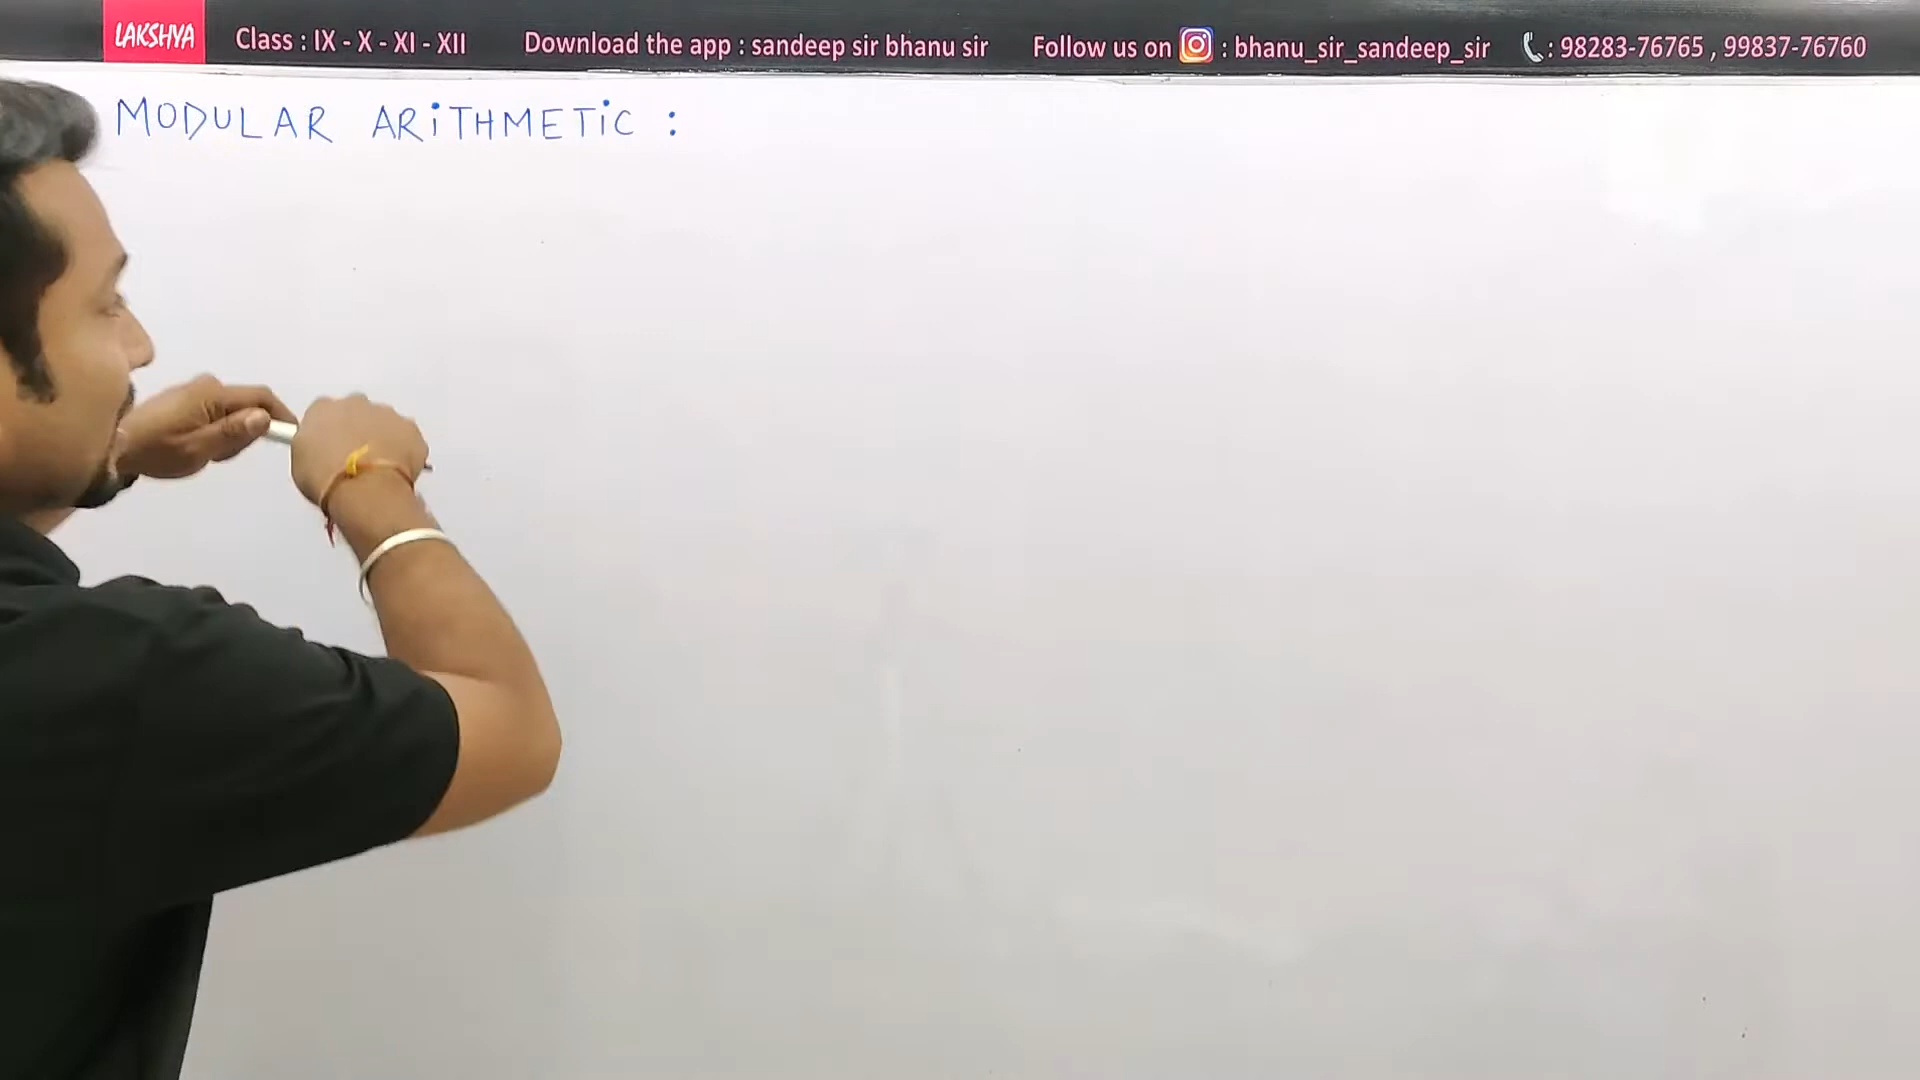 LAKSHYA Class : IX - X - XI - XII Download the app : sandeep sir bhanu sir Follow us on : bhanu_sir_sandeep_sir : 98283-76765 , 99837-76760
MODULAR ARiTHMETiC :